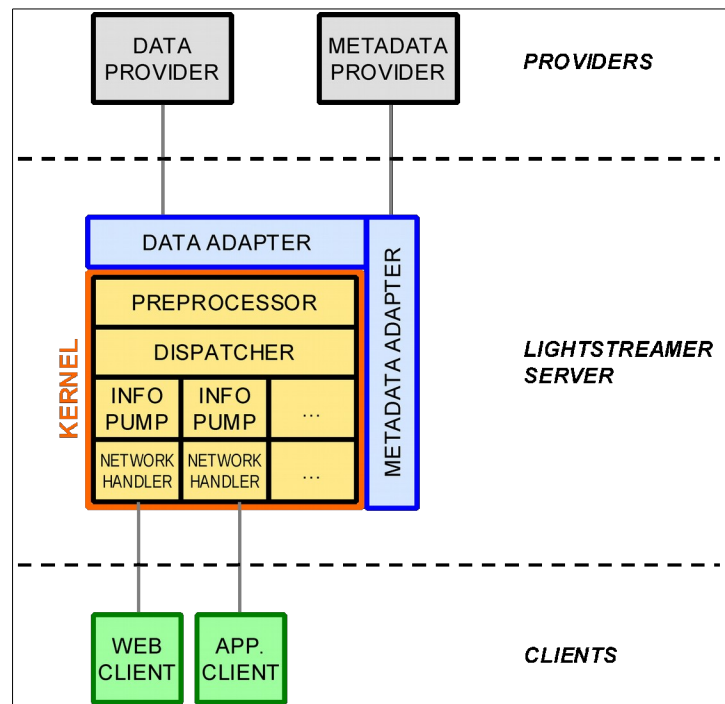 DATA
PROVIDER
METADATA
PROVIDER
PROVIDERS
DATA ADAPTER
METADATA ADAPTER
KERNEL
PREPROCESSOR
DISPATCHER
INFO
PUMP
INFO
PUMP
...
NETWORK
HANDLER
NETWORK
HANDLER
...
LIGHTSTREAMER
SERVER
WEB
CLIENT
APP.
CLIENT
CLIENTS